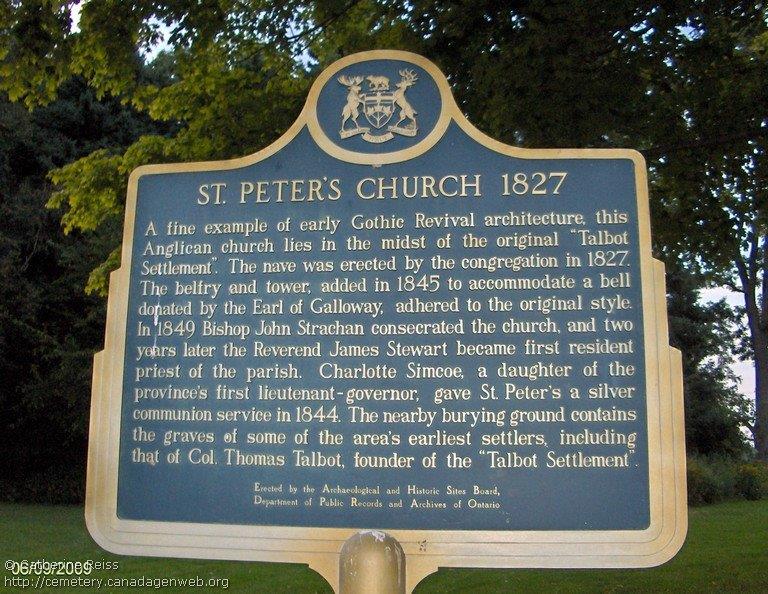 ST. PETER'S CHURCH 1827
A fine example of early Gothic Revival architecture, this
Anglican church lies in the midst of the original "Talbot
Settlement". The nave was erected by the congregation in 1827.
The belfry and tower, added in 1845 to accommodate a bell
donated by the Earl of Galloway, adhered to the original style.
In 1849 Bishop John Strachan consecrated the church, and two
years later the Reverend James Stewart became first resident
priest of the parish. Charlotte Simcoe, a daughter of the
province's first lieutenant-governor, gave St. Peter's a silver
communion service in 1844. The nearby burying ground contains
the graves of some of the area's earliest settlers, including
that of Col. Thomas Talbot, founder of the "Talbot Settlement".
Erected by the Archaeological and Historic Sites Board,
Department of Public Records and Archives of Ontario
© Catherine Reiss
06/09/2009
http://cemetery.canadagenweb.org